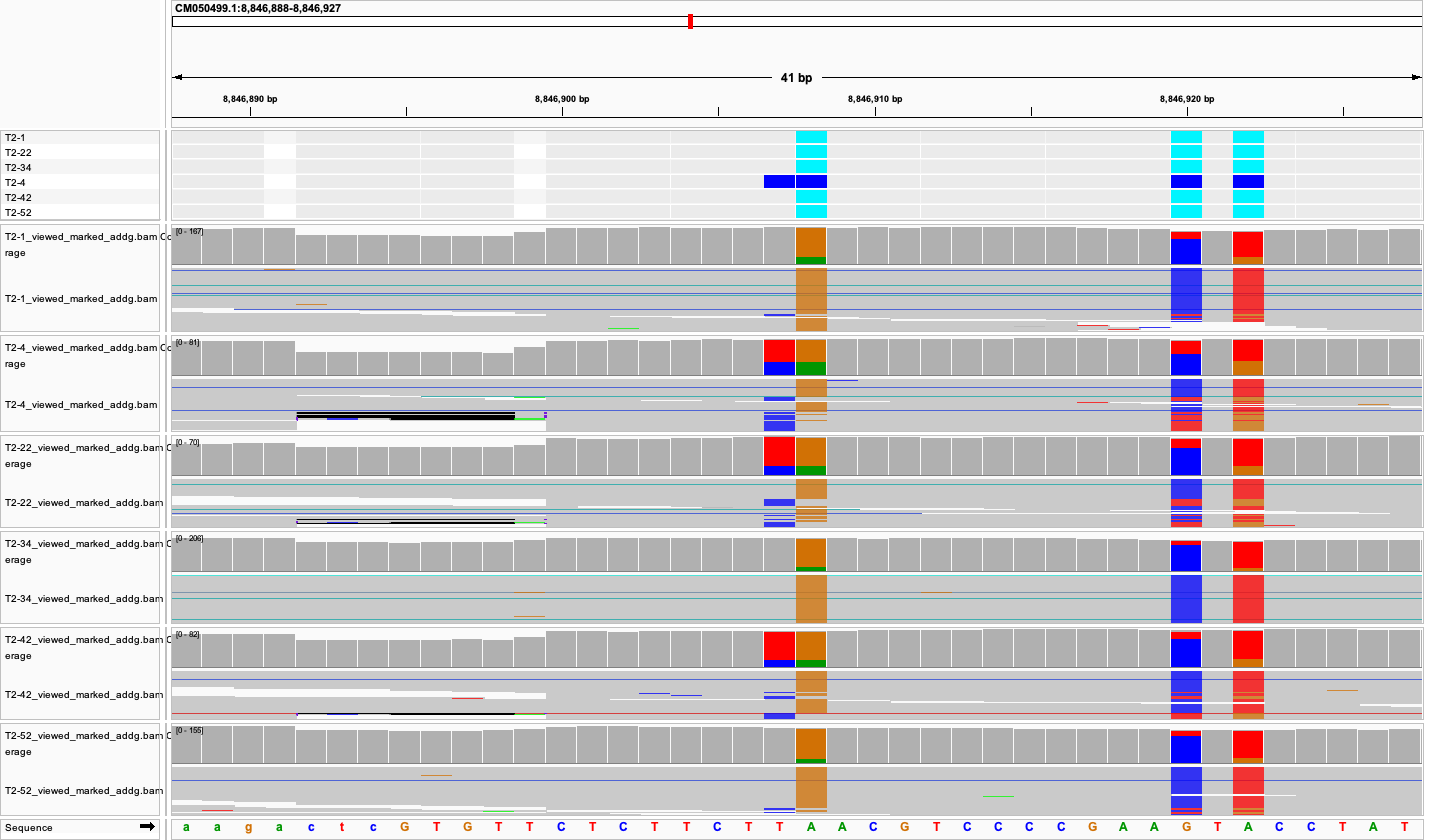 CM050499.1:8,846,888-8,846,927
41 bp
8,846,890 bp 8,846,900 bp 8,846,910 bp 8,846,920 bp
T2-1
T2-22
T2-34
T2-4
T2-42
T2-52
T2-1_viewed_marked_addg.bam Co
rage
[0 - 167]
T2-1_viewed_marked_addg.bam
T2-4_viewed_marked_addg.bam Co
rage
[0 - 81]
T2-4_viewed_marked_addg.bam
T2-22_viewed_marked_addg.bam C
erage
[0 - 70]
T2-22_viewed_marked_addg.bam
T2-34_viewed_marked_addg.bam C
erage
[0 - 206]
T2-34_viewed_marked_addg.bam
T2-42_viewed_marked_addg.bam C
erage
[0 - 82]
T2-42_viewed_marked_addg.bam
T2-52_viewed_marked_addg.bam C
erage
[0 - 155]
T2-52_viewed_marked_addg.bam
Sequence a a g a c t c G T G T T C T C T T C T T A A C G T C C C C G A A G T A C C T A T